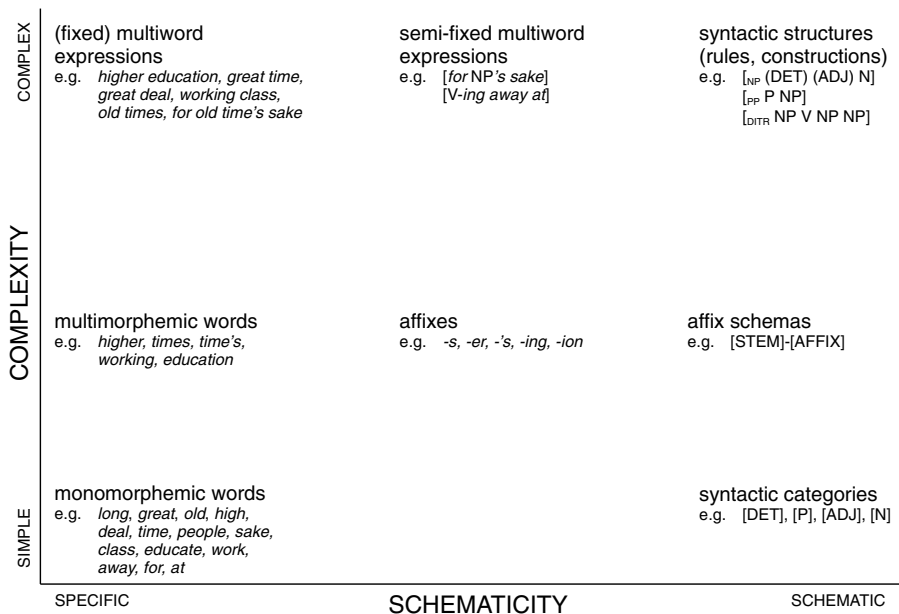 COMPLEX
(fixed) multiword
expressions
e.g. higher education, great time,
great deal, working class,
old times, for old time's sake
semi-fixed multiword
expressions
e.g. [for NP's sake]
[V-ing away at]
syntactic structures
(rules, constructions)
e.g. [NP (DET) (ADJ) N]
[PP P NP]
[DITR NP V NP NP]
COMPLEXITY
multimorphemic words
e.g. higher, times, time's,
working, education
affixes
e.g. -s, -er, -'s, -ing, -ion
affix schemas
e.g. [STEM]-[AFFIX]
SIMPLE
monomorphemic words
e.g. long, great, old, high,
deal, time, people, sake,
class, educate, work,
away, for, at
syntactic categories
e.g. [DET], [P], [ADJ], [N]
SPECIFIC
SCHEMATICITY
SCHEMATIC